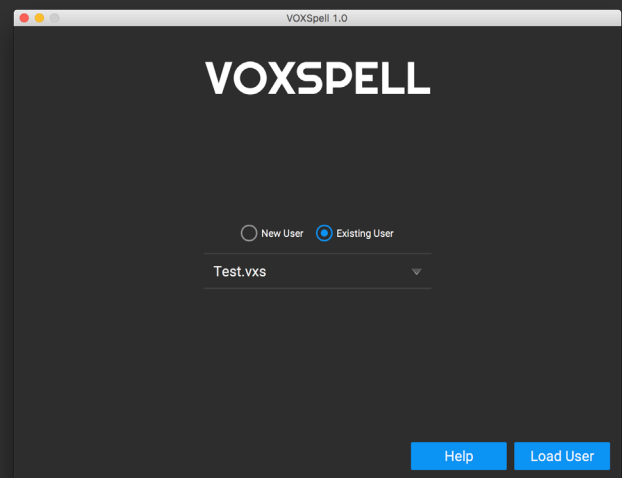 VOXSpell 1.0
VOXSPELL
New User Existing User
Test.vxs
Help Load User